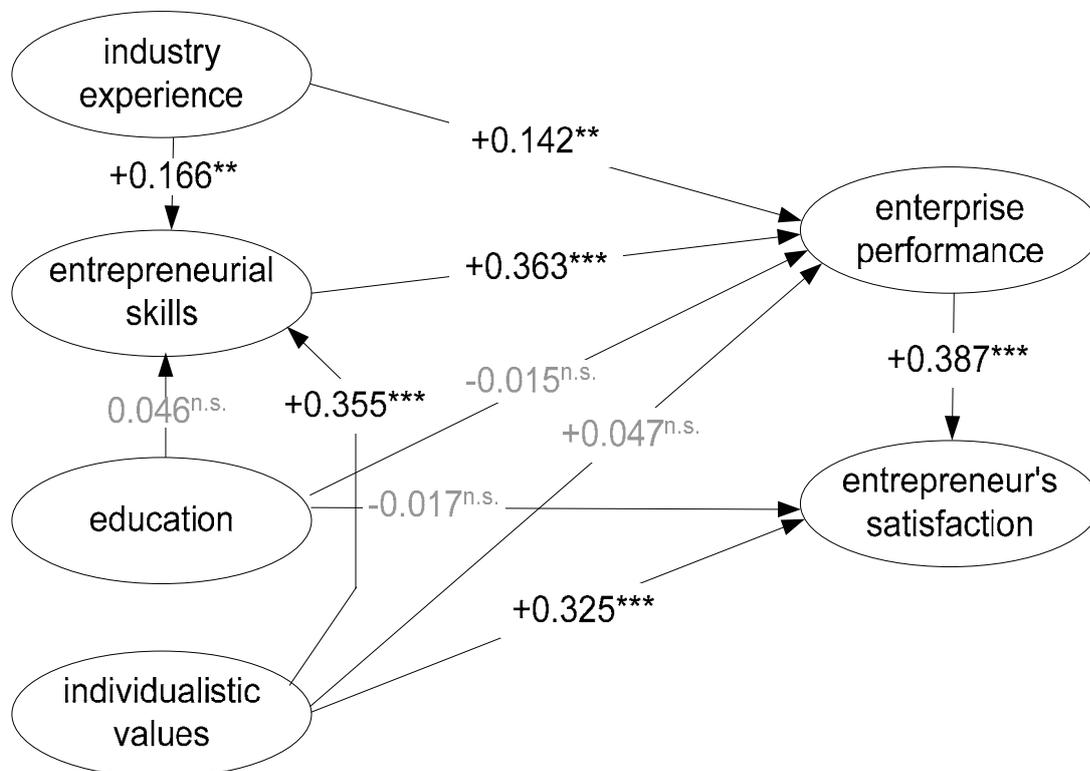 industry
experience
+0.142**
+0.166**
enterprise
performance
entrepreneurial
skills
+0.363***
+0.387***
-0.015n.s.
0.046n.s.
+0.355***
+0.047n.s.
entrepreneur's
satisfaction
education
-0.017n.s.
+0.325***
individualistic
values